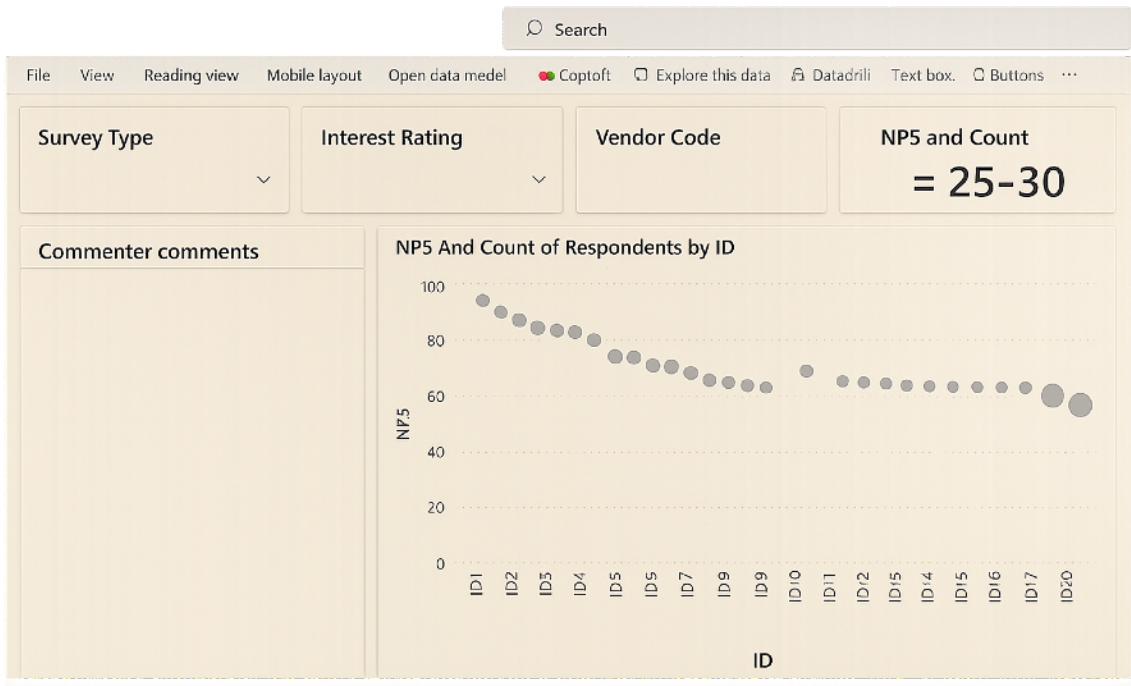 Search
File View Reading view Mobile layout Open data medel Coptoft Explore this data Datadrili Text box. Buttons ...
Survey Type
Interest Rating
Vendor Code
NP5 and Count
= 25-30
Commenter comments
NP5 And Count of Respondents by ID
100
80
60
40
20
0
NP.5
ID1 ID2 ID3 ID4 ID5 ID5 ID7 ID9 ID9 ID10 ID11 ID12 ID15 ID14 ID15 ID16 ID17 ID20
ID